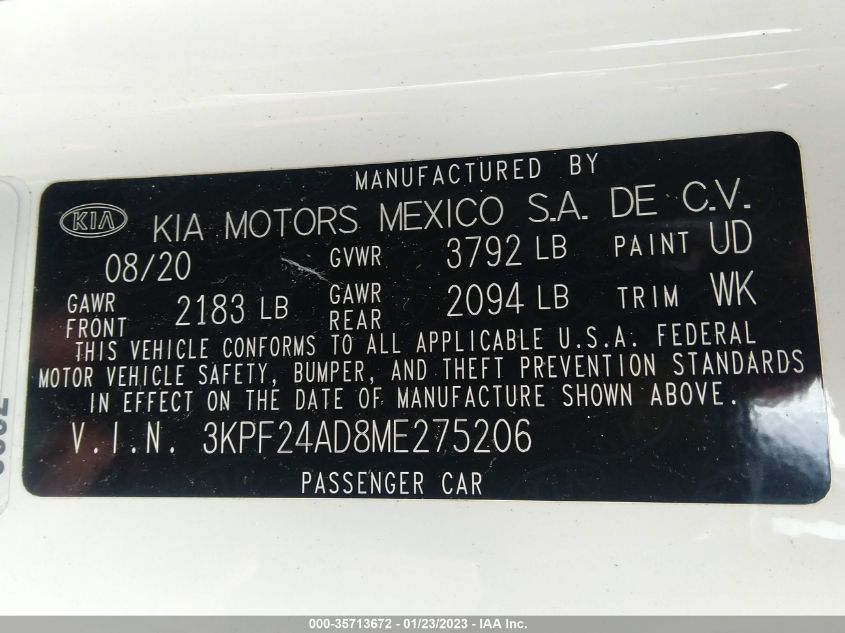 MANUFACTURED BY
KIA KIA MOTORS MEXICO S.A. DE C.V.
08/20 GVWR 3792 LB PAINT UD
GAWR FRONT 2183 LB GAWR REAR 2094 LB TRIM WK
THIS VEHICLE CONFORMS TO ALL APPLICABLE U.S.A. FEDERAL
MOTOR VEHICLE SAFETY, BUMPER, AND THEFT PREVENTION STANDARDS
IN EFFECT ON THE DATE OF MANUFACTURE SHOWN ABOVE.
V.I.N. 3KPF24AD8ME275206
PASSENGER CAR
000-35713672 - 01/23/2023 - IAA Inc.